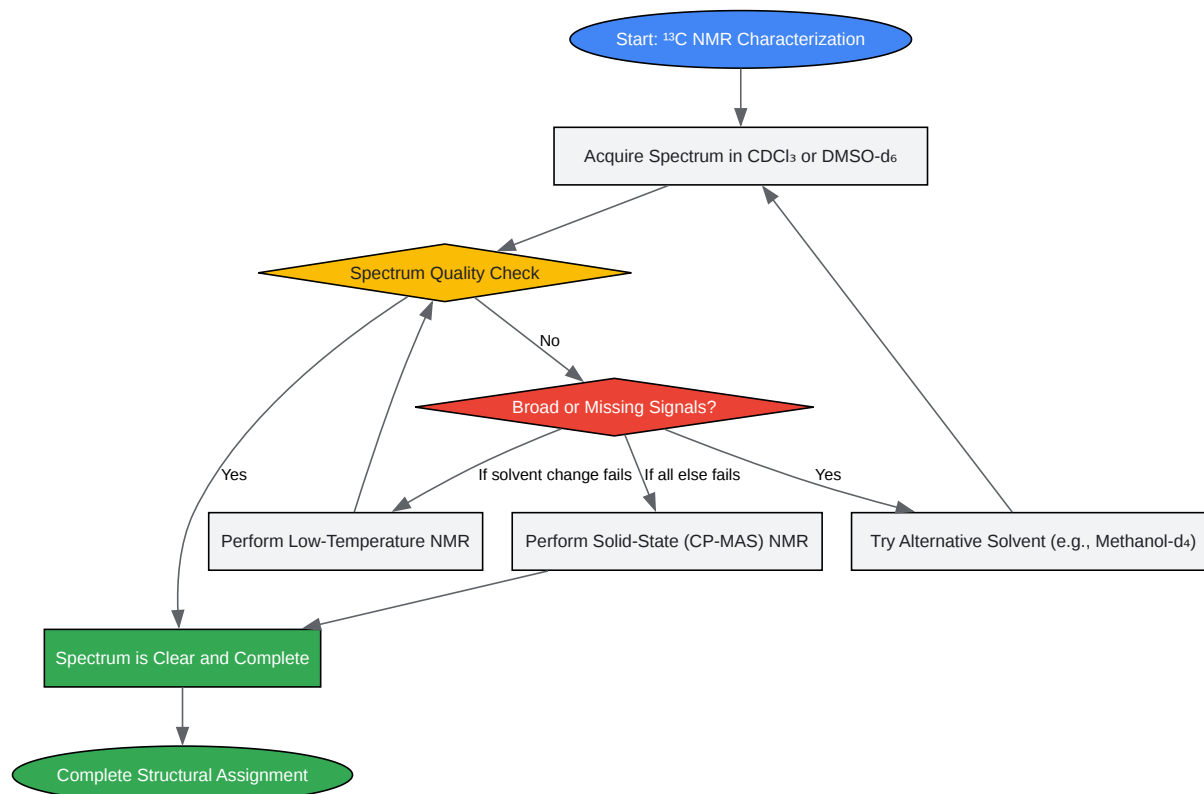 Start: ¹³C NMR Characterization
Acquire Spectrum in CDCl₃ or DMSO-d₆
Spectrum Quality Check
No
Broad or Missing Signals?
Yes
If solvent change fails
If all else fails
Yes
Perform Low-Temperature NMR
Perform Solid-State (CP-MAS) NMR
Try Alternative Solvent (e.g., Methanol-d₄)
Spectrum is Clear and Complete
Complete Structural Assignment